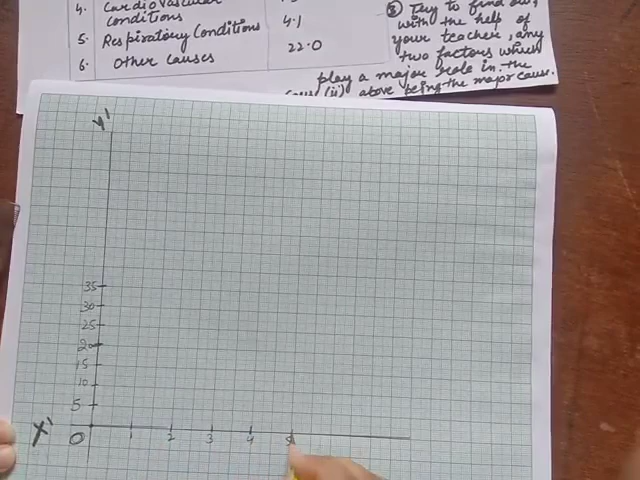 4. Cardiovascular
conditions
5. Respiratory Conditions 4.1
6. Other causes 22.0
③ Try to find out,
with the help of
your teacher, any
two factors which
play a major role in the
above being the major cause.
Y'
35
30
25
20
15
10
5
X' O 1 2 3 4 5